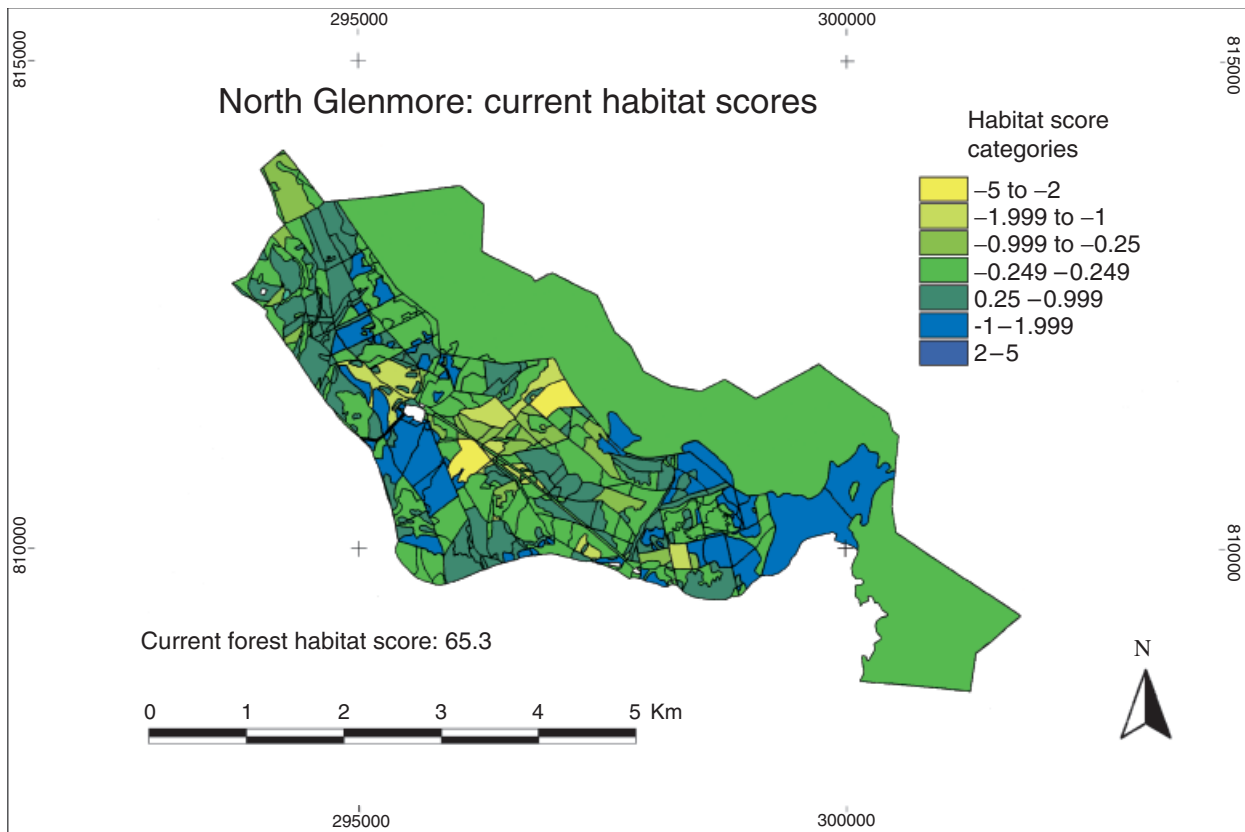 295000
300000
815000
815000
North Glenmore: current habitat scores
Habitat score
categories
–5 to –2
–1.999 to –1
–0.999 to –0.25
–0.249 –0.249
0.25 –0.999
-1–1.999
2–5
810000
810000
Current forest habitat score: 65.3
N
0 1 2 3 4 5 Km
295000
300000